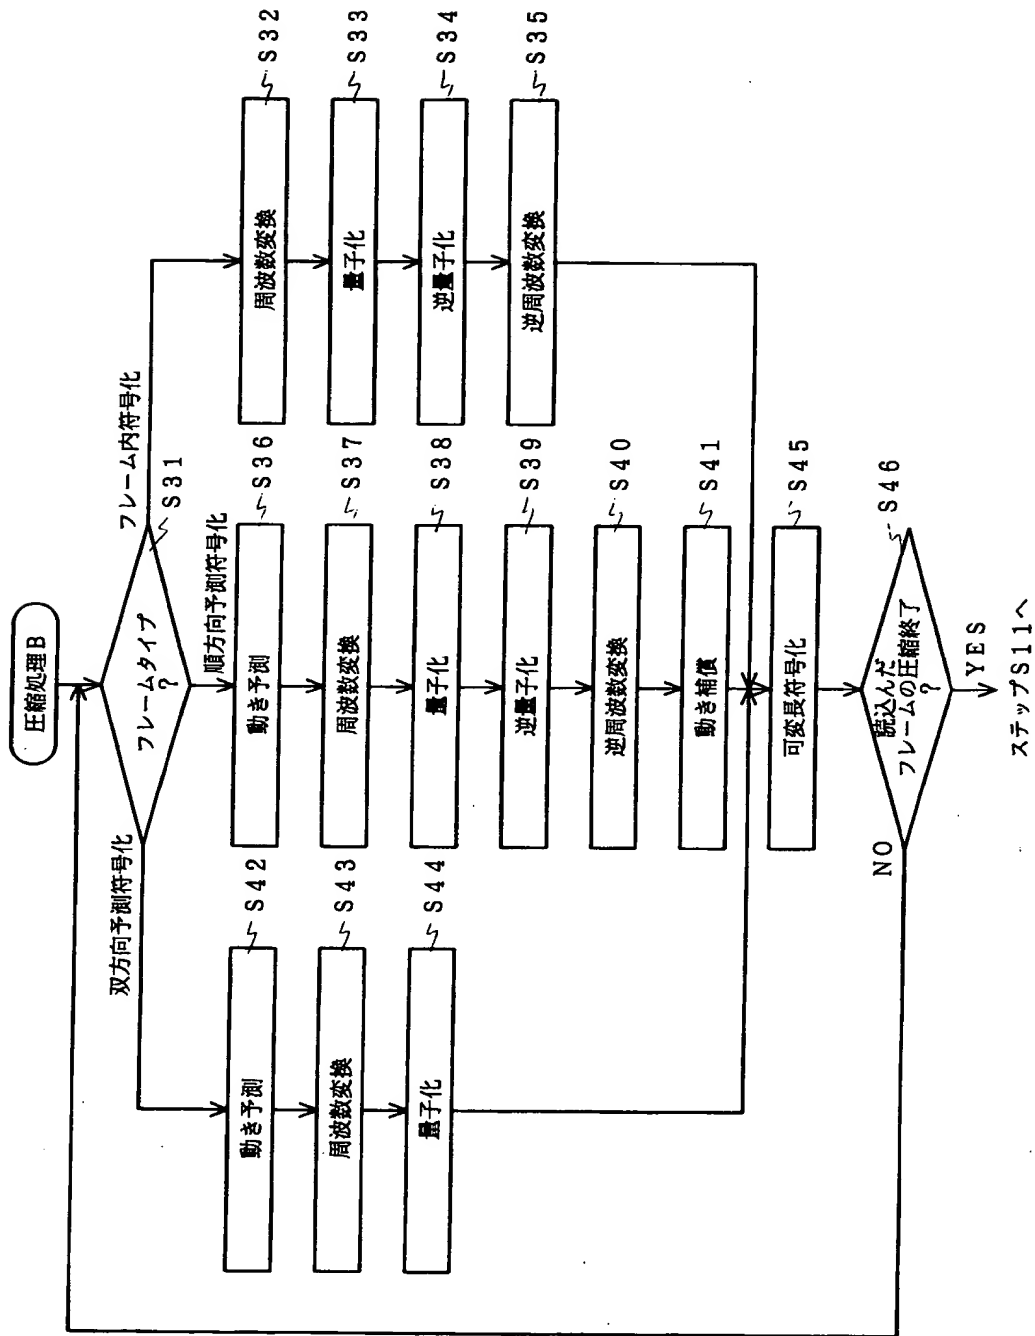 圧縮処理B
フレームタイプ
?
S31
フレーム内符号化
順方向予測符号化
双方向予測符号化
周波数変換
S32
量子化
S33
逆量子化
S34
逆周波数変換
S35
動き予測
S36
周波数変換
S37
量子化
S38
逆量子化
S39
逆周波数変換
S40
動き補償
S41
動き予測
S42
周波数変換
S43
量子化
S44
可変長符号化
S45
読込んだ
フレームの圧縮終了
?
S46
NO
YES
ステップS11へ